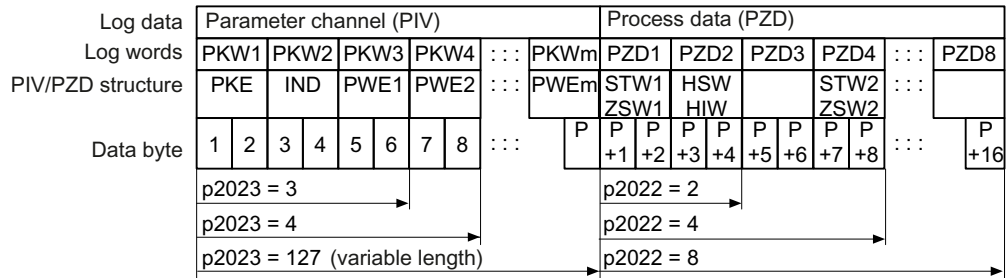 Log data Parameter channel (PIV) Process data (PZD)
Log words PKW1 PKW2 PKW3 PKW4 : : : PKWm PZD1 PZD2 PZD3 PZD4 : : : PZD8
PIV/PZD structure PKE IND PWE1 PWE2 : : : PWEm STW1 HSW STW2 : : :
ZSW1 HIW ZSW2
Data byte 1 2 3 4 5 6 7 8 : : : P P P P P P P P P : : : P
+1 +2 +3 +4 +5 +6 +7 +8 +16
p2023 = 3 p2022 = 2
p2023 = 4 p2022 = 4
p2023 = 127 (variable length) p2022 = 8